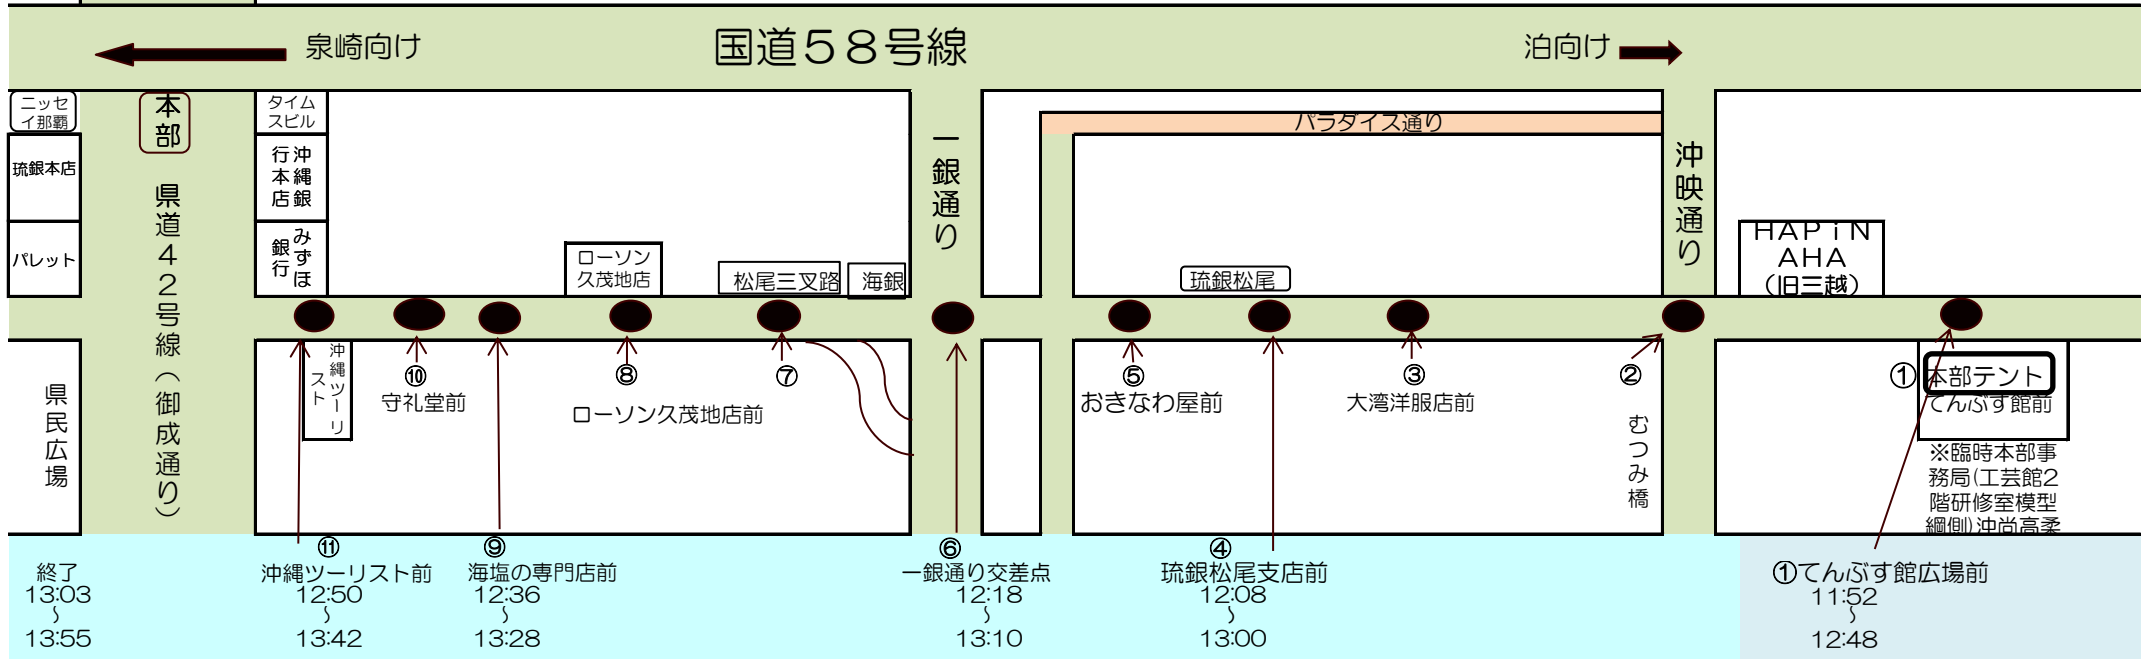 泉崎向け
国道５８号線
泊向け
ニッセ
イ那覇
本部
タイム
スビル
パラダイス通り
琉銀本店
沖縄銀
行本店
一銀通り
沖映通り
県道４２号線（御成通り）
パレット
みずほ
銀行
ローソン
久茂地店
松尾三叉路
海銀
琉銀松尾
HAPiN
AHA
（旧三越）
沖縄ツーリ
スト
⑩
守礼堂前
⑧
ローソン久茂地店前
⑦
⑤
おきなわ屋前
③
大湾洋服店前
②
むつみ橋
①
本部テント
てんぶす館前
※臨時本部事
務局(工芸館2
階研修室模型
綱側)沖尚高柔
県民広場
終了
13:03
～
13:55
⑪
沖縄ツーリスト前
12:50
～
13:42
⑨
海塩の専門店前
12:36
～
13:28
⑥
一銀通り交差点
12:18
～
13:10
④
琉銀松尾支店前
12:08
～
13:00
①てんぶす館広場前
11:52
～
12:48